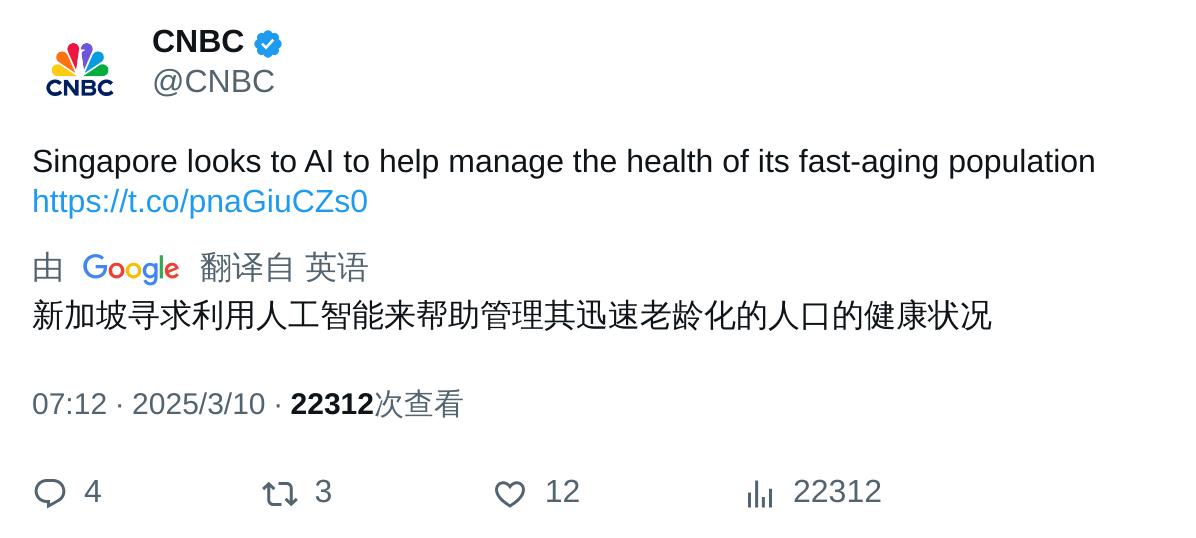 CNBC
CNBC
@CNBC
Singapore looks to AI to help manage the health of its fast-aging population
https://t.co/pnaGiuCZs0
由 Google 翻译自 英语
新加坡寻求利用人工智能来帮助管理其迅速老龄化的人口的健康状况
07:12 · 2025/3/10 · 22312次查看
4 3 12 22312